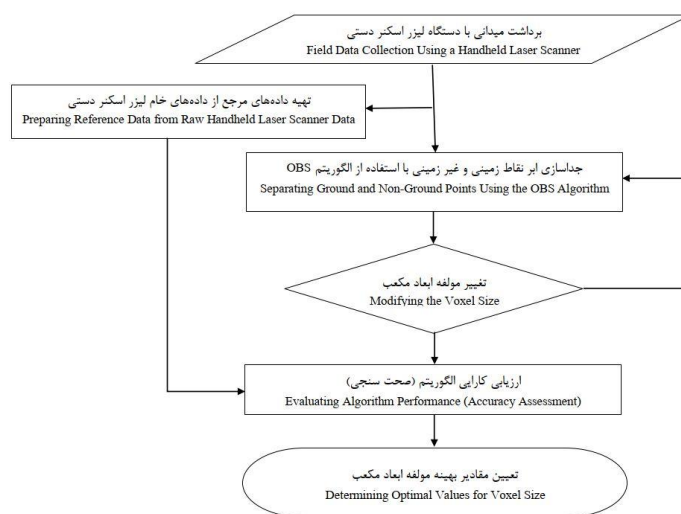 برداشت میدانی با دستگاه لیزر اسکنر دستی
Field Data Collection Using a Handheld Laser Scanner
تهیه داده‌های مرجع از داده‌های خام لیزر اسکنر دستی
Preparing Reference Data from Raw Handheld Laser Scanner Data
جداسازی ابر نقاط زمینی و غیر زمینی با استفاده از الگوریتم OBS
Separating Ground and Non-Ground Points Using the OBS Algorithm
تغییر مولفه ابعاد مکعب
Modifying the Voxel Size
ارزیابی کارایی الگوریتم (صحت سنجی)
Evaluating Algorithm Performance (Accuracy Assessment)
تعیین مقادیر بهینه مولفه ابعاد مکعب
Determining Optimal Values for Voxel Size